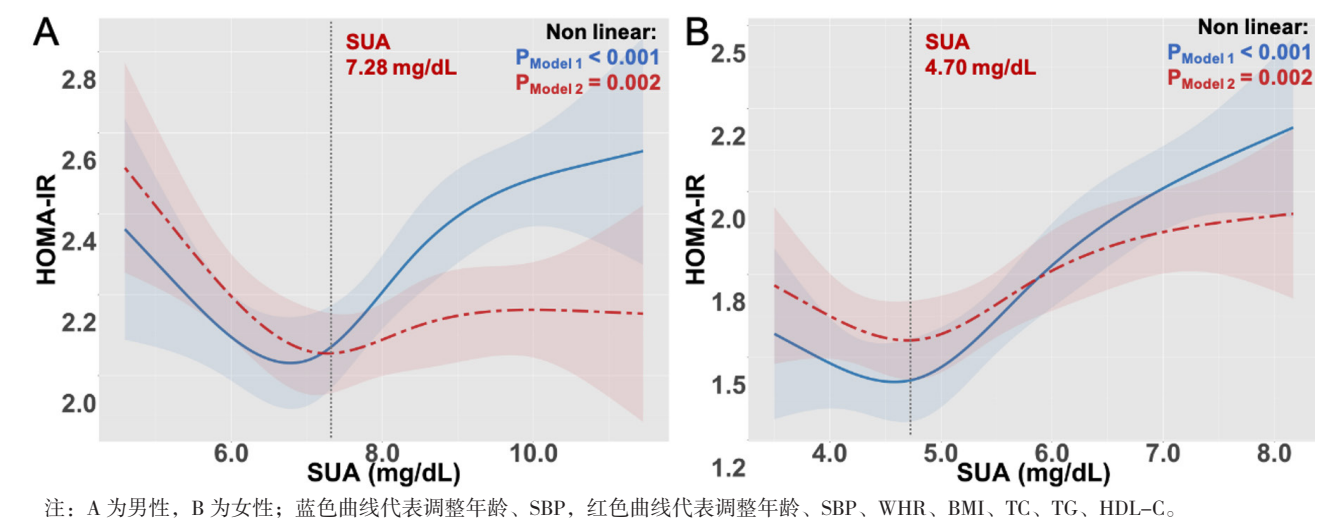 A
SUA
7.28 mg/dL
Non linear:
PModel 1 < 0.001
PModel 2 = 0.002
2.8
2.6
2.4
2.2
2.0
HOMA-IR
6.0
8.0
10.0
SUA (mg/dL)
B
SUA
4.70 mg/dL
Non linear:
PModel 1 < 0.001
PModel 2 = 0.002
2.5
2.2
2.0
1.8
1.5
1.2
HOMA-IR
4.0
5.0
6.0
7.0
8.0
SUA (mg/dL)
注：A 为男性，B 为女性；蓝色曲线代表调整年龄、SBP，红色曲线代表调整年龄、SBP、WHR、BMI、TC、TG、HDL-C。